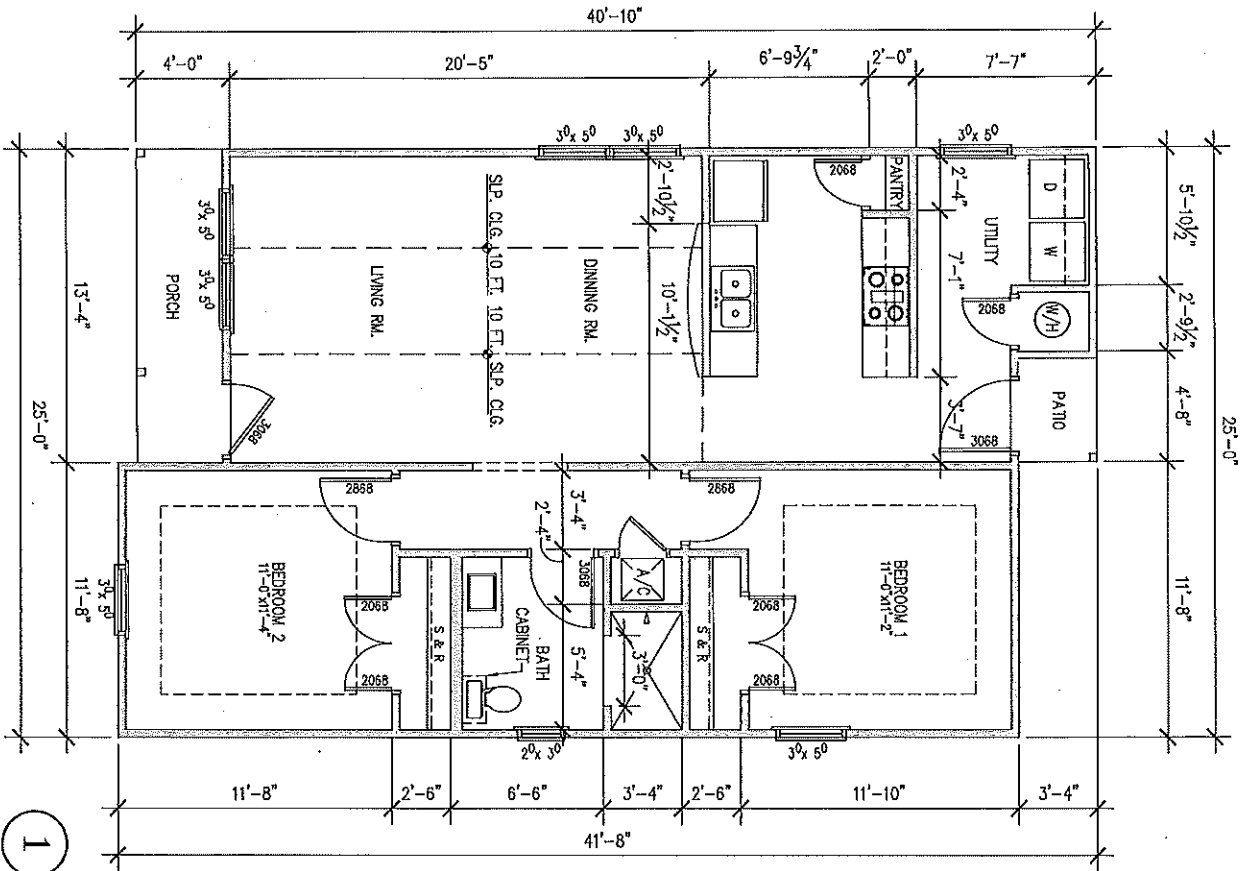 40'-10"
4'-0"
20'-5"
6'-9¾"
2'-0"
7'-7"
3⁰x 5⁰
3⁰x 5⁰
3⁰x 5⁰
2'-10½"
2068
PANTRY
2'-4"
D
W
UTILITY
5'-10½"
SLP. CLG.
10 FT.
10 FT.
SLP. CLG.
3⁰x 5⁰
3⁰x 5⁰
PORCH
LIVING RM.
DINNING RM.
10'-1½"
7'-1"
2068
W/H
2'-9½"
13'-4"
3068
3'-7"
3068
PATIO
4'-8"
25'-0"
25'-0"
2868
3'-4"
2'-4"
2868
3068
A/C
BEDROOM 2
11'-0"x11'-4"
2068
2068
S & R
BATH
CABINET
5'-4"
3'-0"
S & R
2068
2068
BEDROOM 1
11'-0"x11'-2"
11'-8"
3⁰x 5⁰
11'-8"
2⁰x 3⁰
3⁰x 5⁰
11'-8"
2'-6"
6'-6"
3'-4"
2'-6"
11'-10"
3'-4"
41'-8"
1